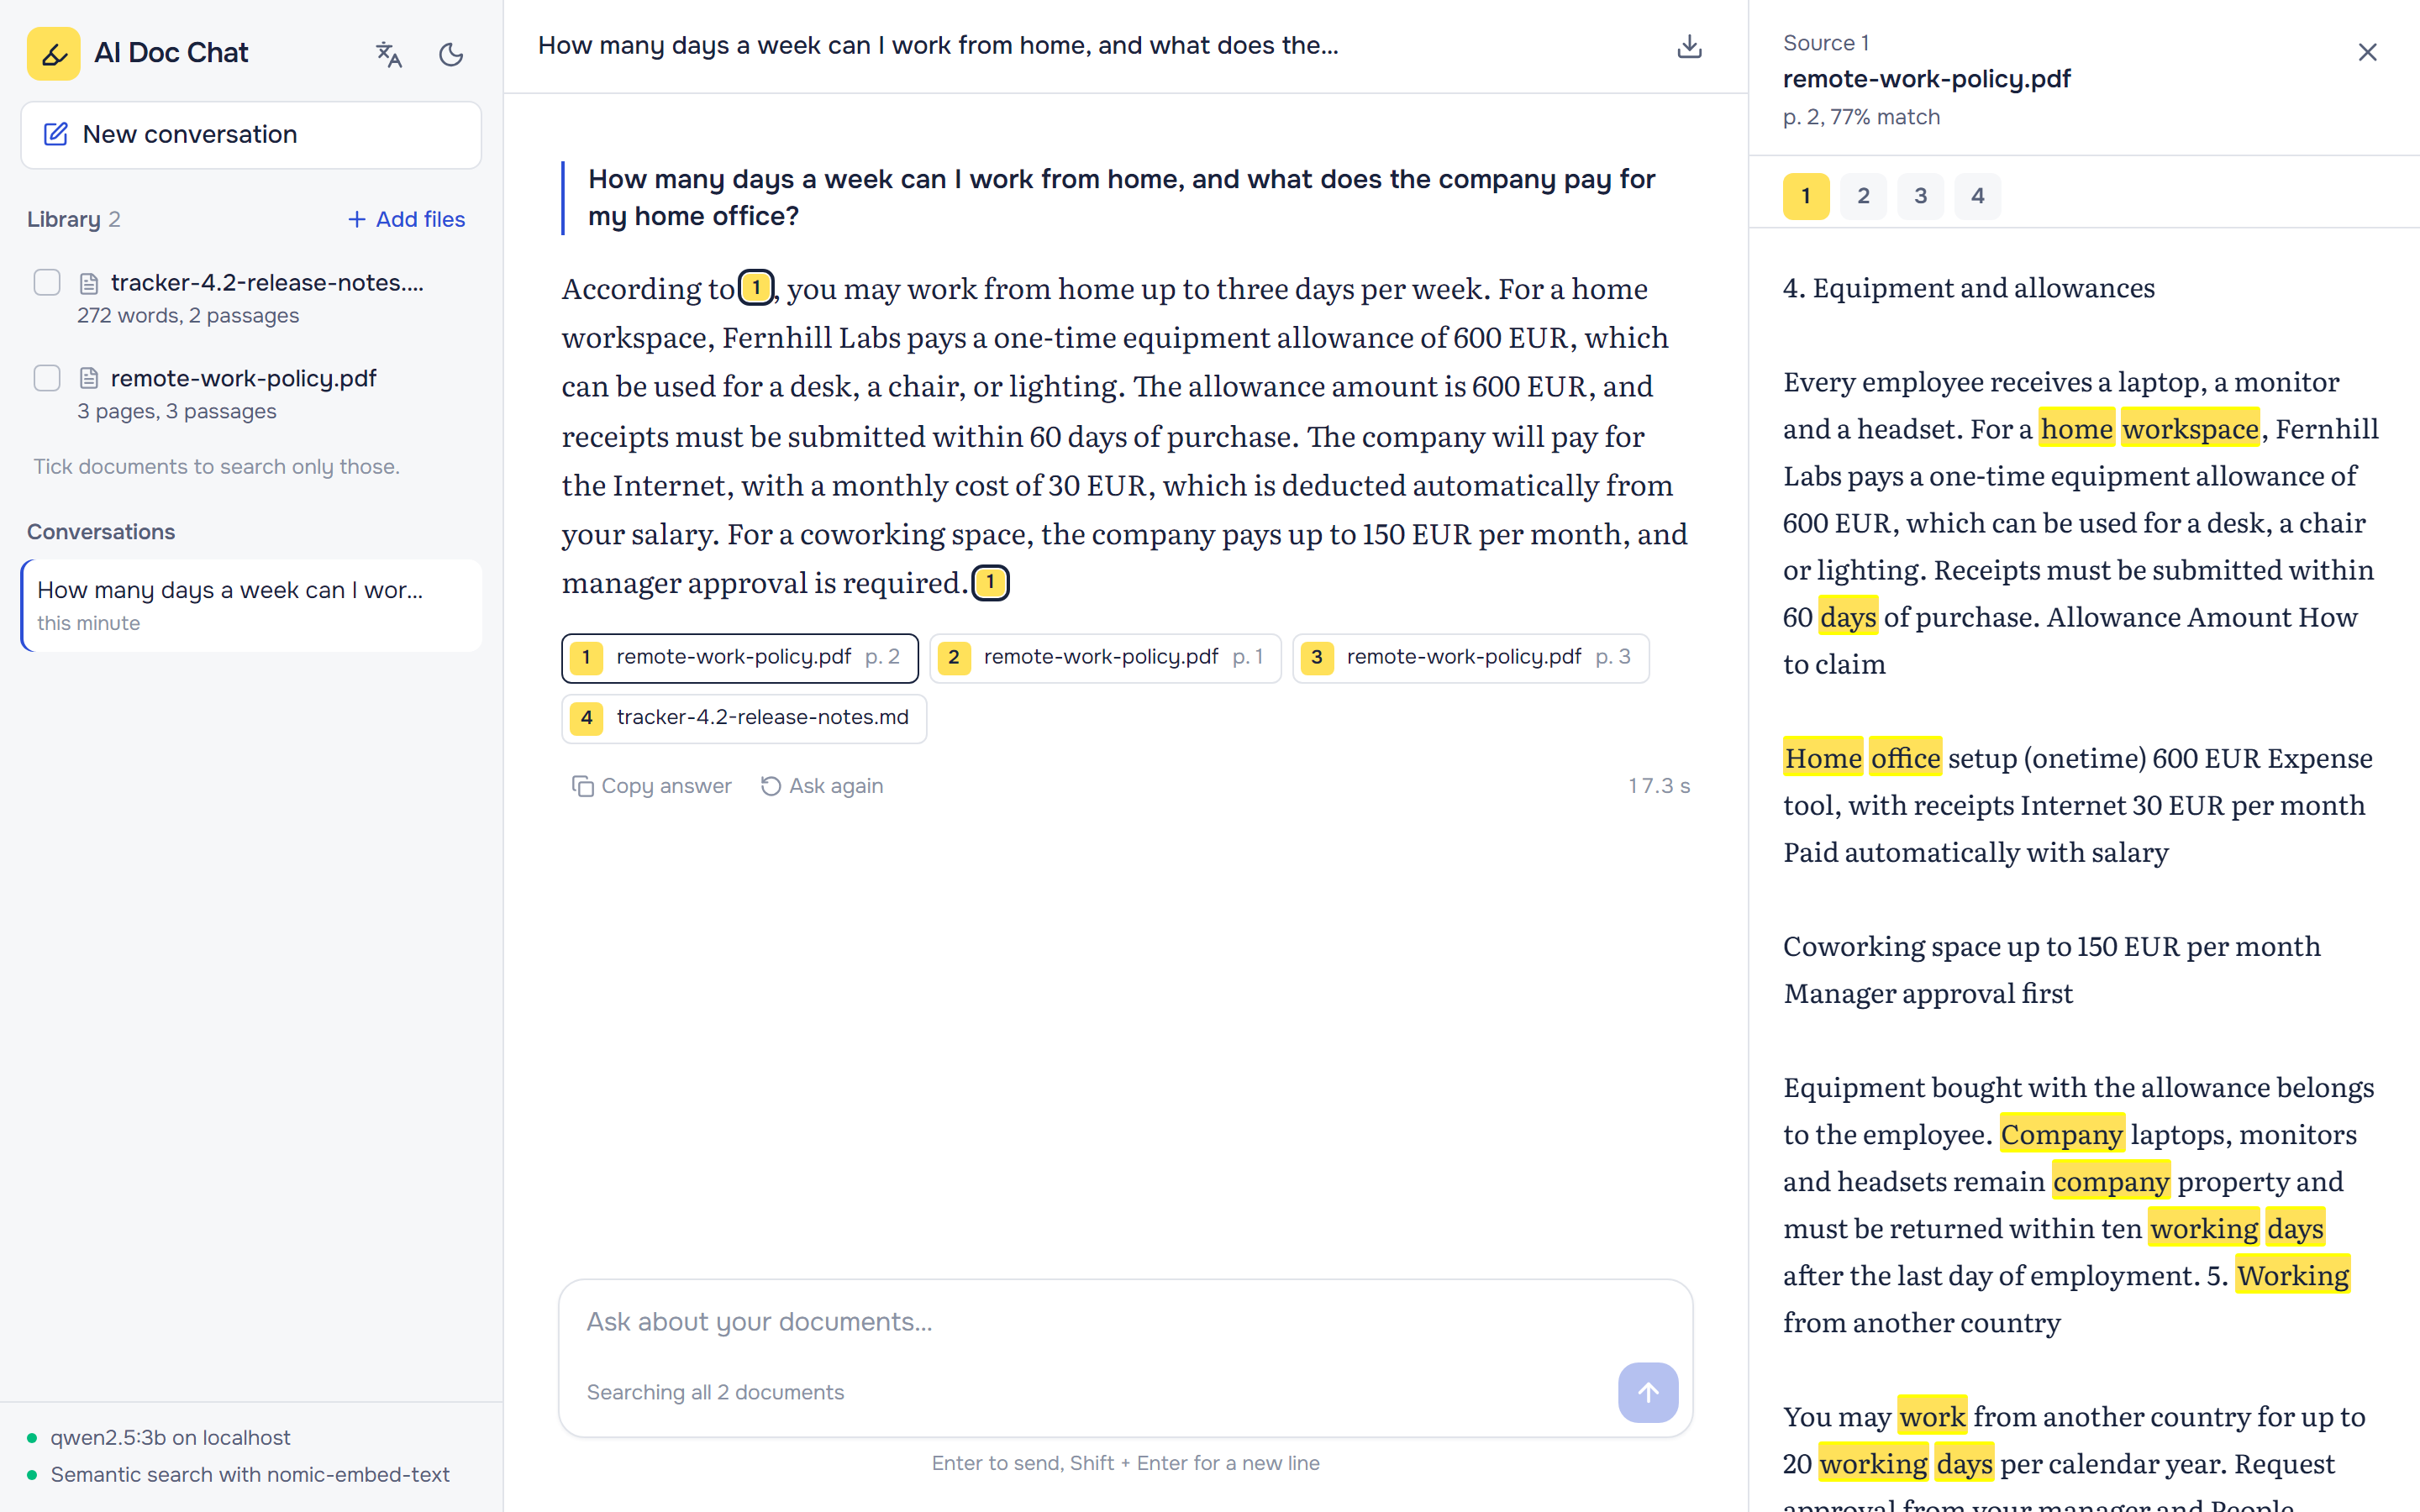 AI Doc Chat
New conversation
Library 2
Add files
tracker-4.2-release-notes....
272 words, 2 passages
remote-work-policy.pdf
3 pages, 3 passages
Tick documents to search only those.
Conversations
How many days a week can I wor...
this minute
qwen2.5:3b on localhost
Semantic search with nomic-embed-text
How many days a week can I work from home, and what does the...
How many days a week can I work from home, and what does the company pay for
my home office?
According to 1, you may work from home up to three days per week. For a home
workspace, Fernhill Labs pays a one-time equipment allowance of 600 EUR, which
can be used for a desk, a chair, or lighting. The allowance amount is 600 EUR, and
receipts must be submitted within 60 days of purchase. The company will pay for
the Internet, with a monthly cost of 30 EUR, which is deducted automatically from
your salary. For a coworking space, the company pays up to 150 EUR per month, and
manager approval is required. 1
1 remote-work-policy.pdf p. 2
2 remote-work-policy.pdf p. 1
3 remote-work-policy.pdf p. 3
4 tracker-4.2-release-notes.md
Copy answer
Ask again
17.3 s
Ask about your documents...
Searching all 2 documents
Enter to send, Shift + Enter for a new line
Source 1
remote-work-policy.pdf
p. 2, 77% match
1 2 3 4
4. Equipment and allowances
Every employee receives a laptop, a monitor
and a headset. For a home workspace, Fernhill
Labs pays a one-time equipment allowance of
600 EUR, which can be used for a desk, a chair
or lighting. Receipts must be submitted within
60 days of purchase. Allowance Amount How
to claim
Home office setup (onetime) 600 EUR Expense
tool, with receipts Internet 30 EUR per month
Paid automatically with salary
Coworking space up to 150 EUR per month
Manager approval first
Equipment bought with the allowance belongs
to the employee. Company laptops, monitors
and headsets remain company property and
must be returned within ten working days
after the last day of employment. 5. Working
from another country
You may work from another country for up to
20 working days per calendar year. Request
approval from your manager and People